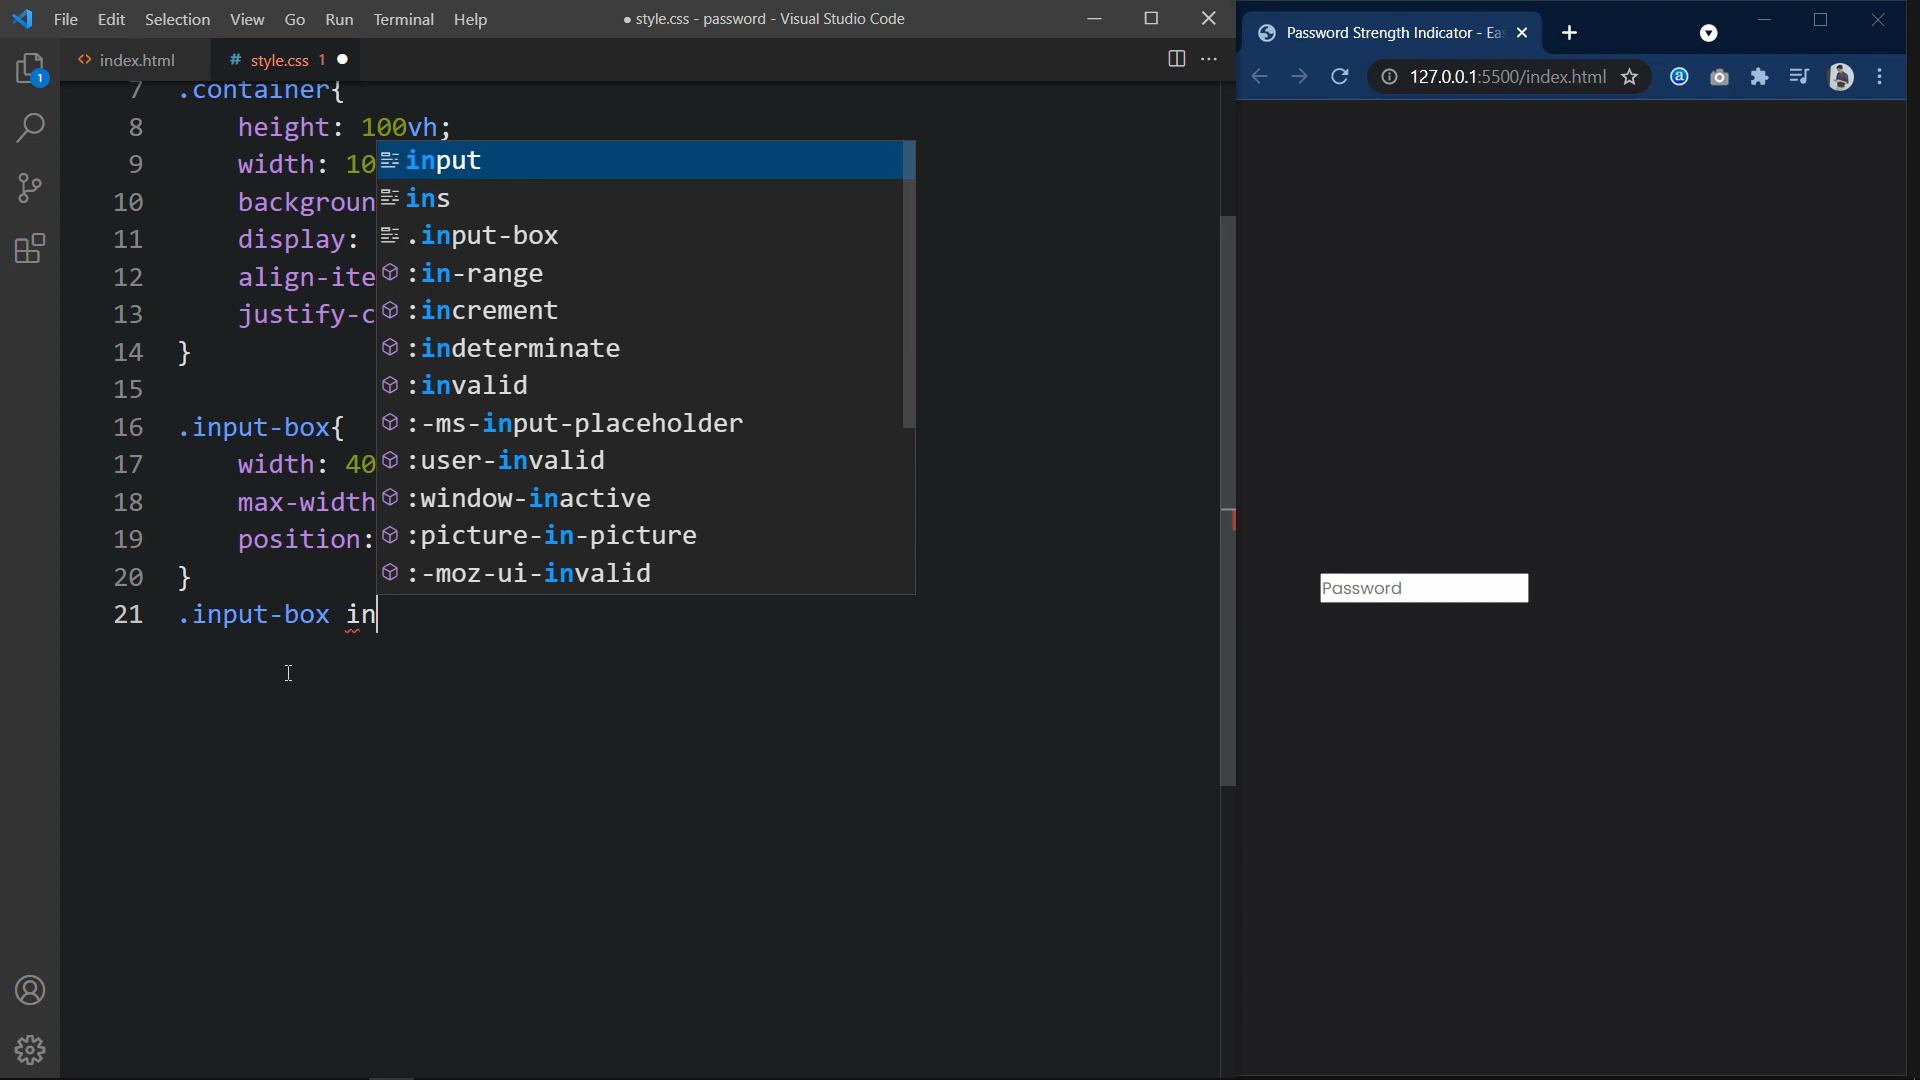 File Edit Selection View Go Run Terminal Help
● style.css - password - Visual Studio Code
index.html
# style.css 1 ●
1
7 .container{
8 height: 100vh;
9 width: 10
10 backgroun
11 display:
12 align-ite
13 justify-c
14 }
15
16 .input-box{
17 width: 40
18 max-width
19 position:
20 }
21 .input-box in
input
ins
.input-box
:in-range
:increment
:indeterminate
:invalid
:-ms-input-placeholder
:user-invalid
:window-inactive
:picture-in-picture
:-moz-ui-invalid
Password Strength Indicator - Eas
127.0.0.1:5500/index.html
Password